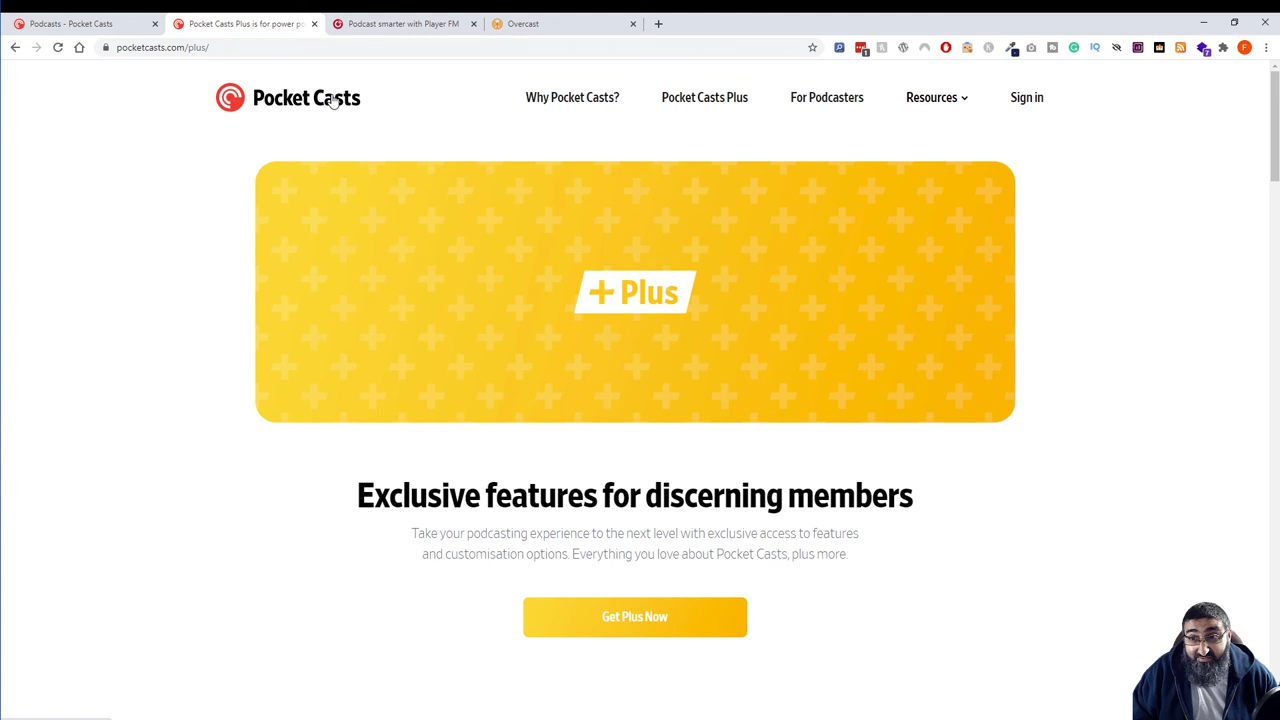 Podcasts - Pocket Casts
Pocket Casts Plus is for power po
Podcast smarter with Player FM
Overcast
pocketcasts.com/plus/
Pocket Casts
Why Pocket Casts?
Pocket Casts Plus
For Podcasters
Resources
Sign in
+ Plus
Exclusive features for discerning members
Take your podcasting experience to the next level with exclusive access to features
and customisation options. Everything you love about Pocket Casts, plus more.
Get Plus Now